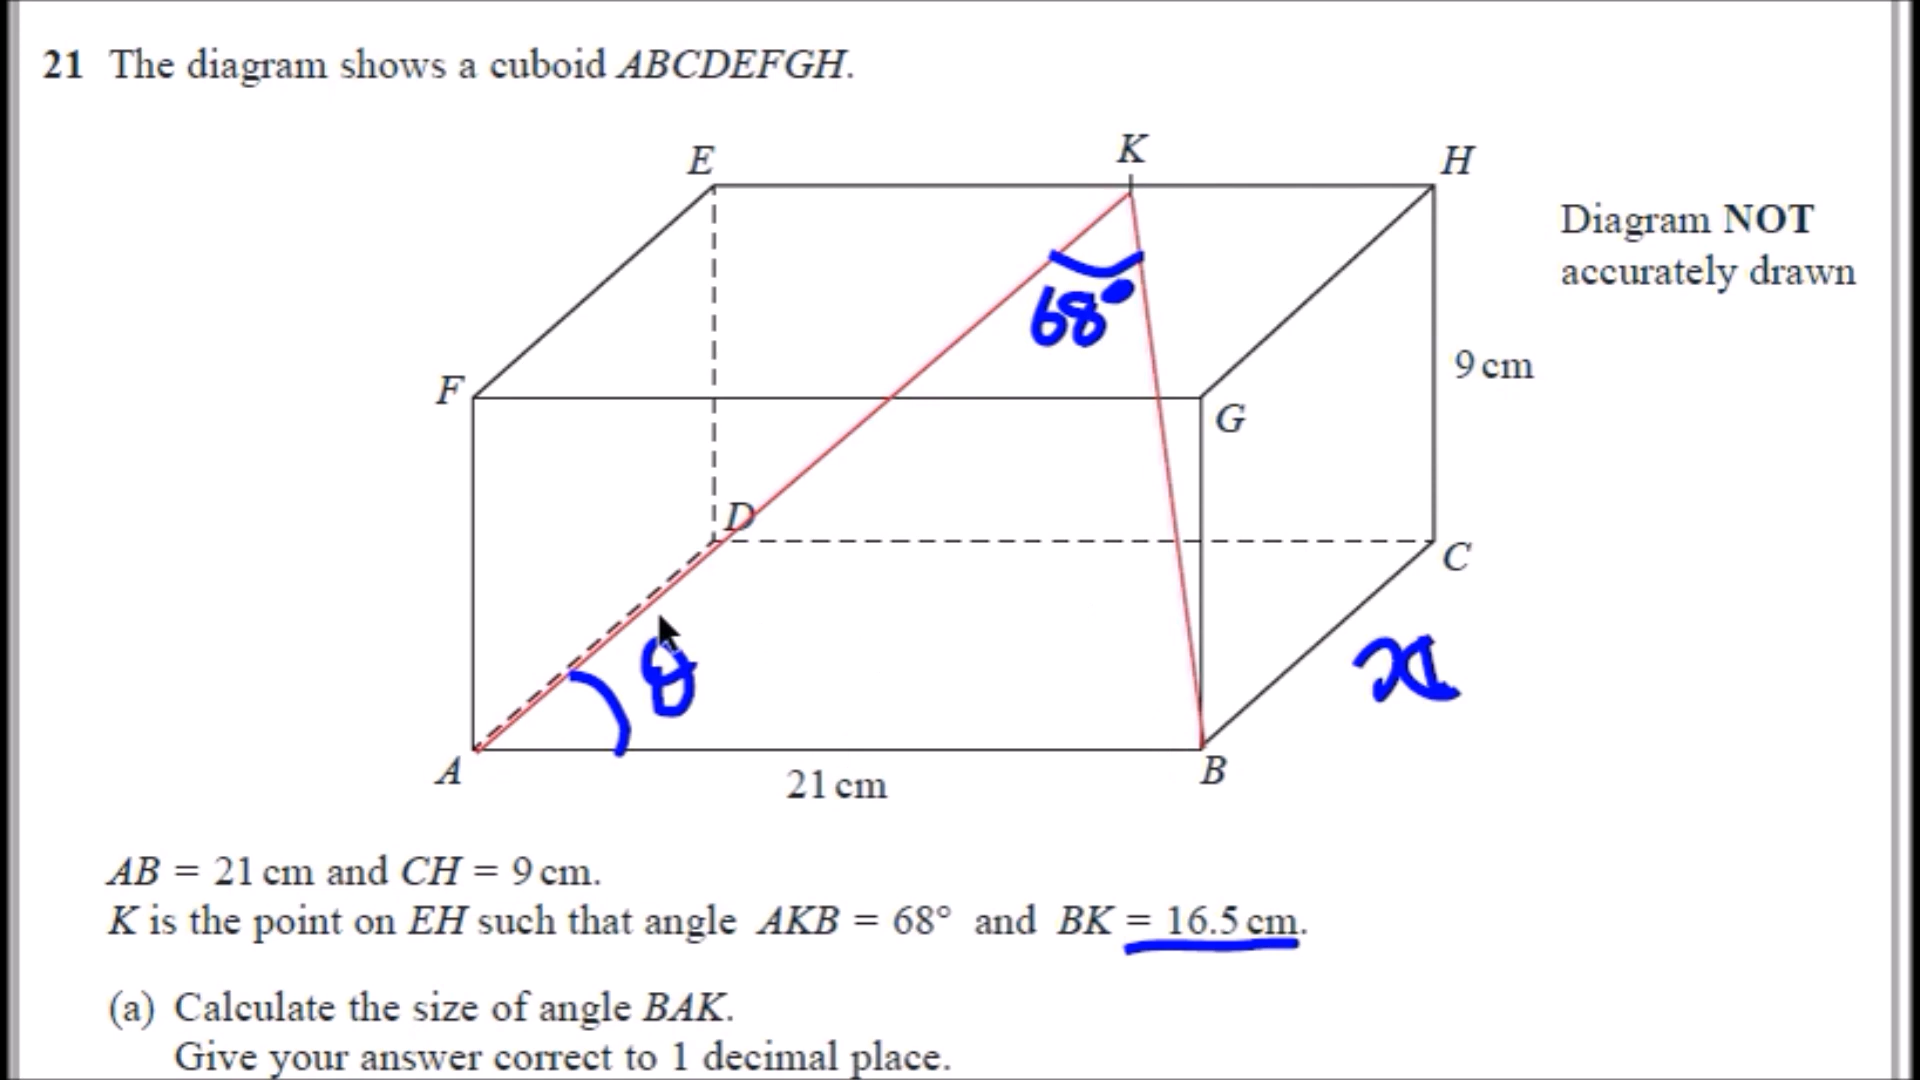 21 The diagram shows a cuboid ABCDEFGH.
E
K
H
Diagram NOT
accurately drawn
68°
9 cm
F
G
D
C
θ
x
A
B
21 cm
AB = 21 cm and CH = 9 cm.
K is the point on EH such that angle AKB = 68° and BK = 16.5 cm.
(a) Calculate the size of angle BAK.
Give your answer correct to 1 decimal place.